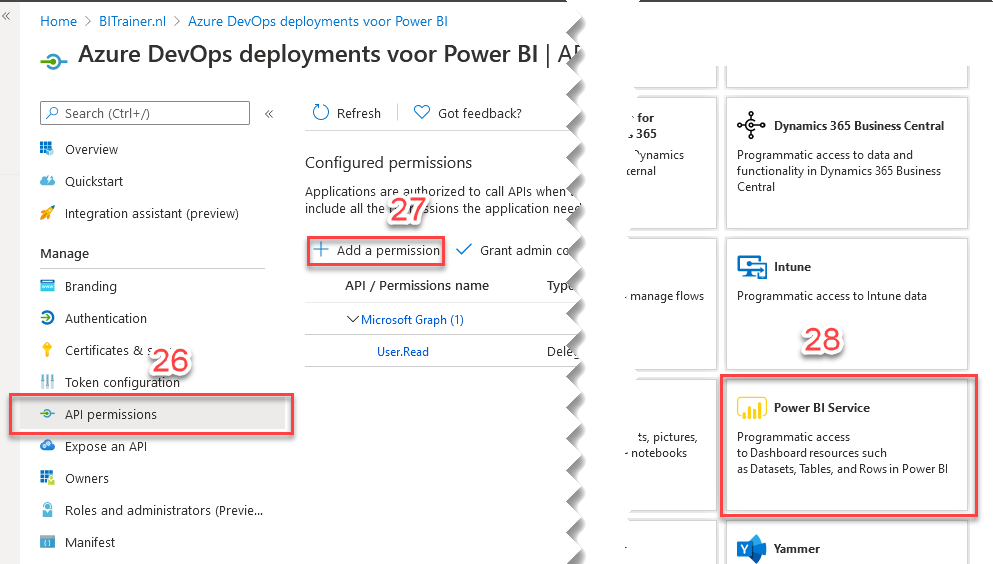 Home > BITrainer.nl > Azure DevOps deployments voor Power BI
Azure DevOps deployments voor Power BI | AP
Search (Ctrl+/)
Overview
Quickstart
Integration assistant (preview)
Manage
Branding
Authentication
Certificates &
26
Token configuration
API permissions
Expose an API
Owners
Roles and administrators (Previe...
Manifest
Refresh
Got feedback?
Configured permissions
Applications are authorized to call APIs when
include all the permissions the application need
27
Add a permission
Grant admin co
API / Permissions name
Type
Microsoft Graph (1)
User.Read
Dele
for
365
Dynamics
manage flows
ts, pictures,
notebooks
Dynamics 365 Business Central
Programmatic access to data and
functionality in Dynamics 365 Business
Central
Intune
Programmatic access to Intune data
28
Power BI Service
Programmatic access
to Dashboard resources such
as Datasets, Tables, and Rows in Power BI
Yammer